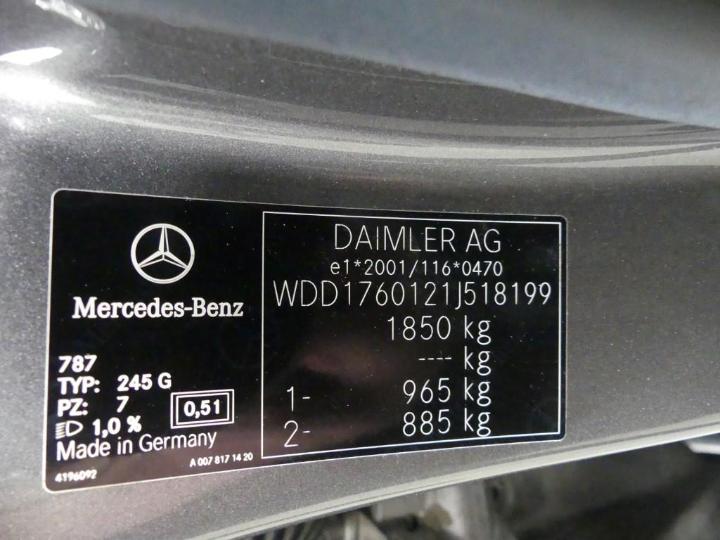 Mercedes-Benz
787
TYP: 245 G
PZ: 7
0,51
1,0 %
Made in Germany
4196092
A 007 817 14 20
DAIMLER AG
e1*2001/116*0470
WDD1760121J518199
1850 kg
---- kg
1- 965 kg
2- 885 kg